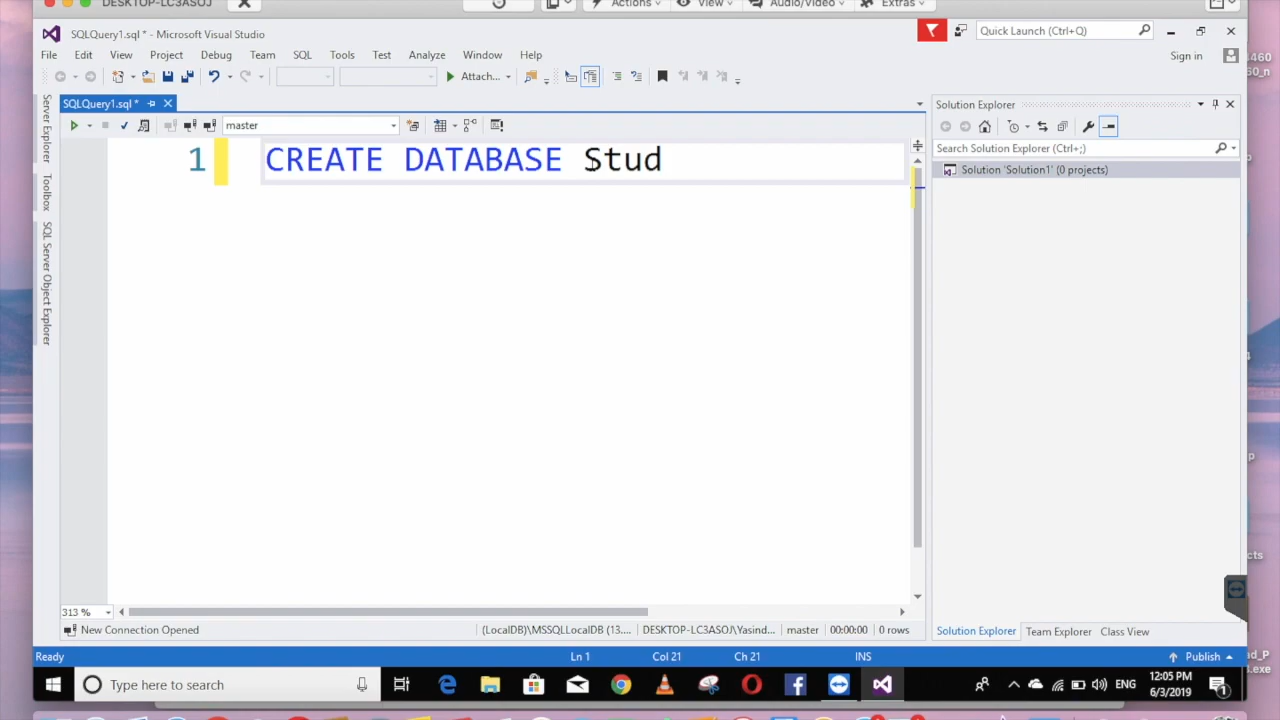 DESKTOP-LC3ASOJ
Actions
View
Audio/Video
Extras
SQLQuery1.sql * - Microsoft Visual Studio
Quick Launch (Ctrl+Q)
File Edit View Project Debug Team SQL Tools Test Analyze Window Help
Sign in
Attach...
SQLQuery1.sql *
Solution Explorer
master
Search Solution Explorer (Ctrl+;)
Solution 'Solution1' (0 projects)
Server Explorer
Toolbox
SQL Server Object Explorer
1 CREATE DATABASE Stud
313 %
New Connection Opened
(LocalDB)\MSSQLLocalDB (13....
DESKTOP-LC3ASOJ\Yasind...
master
00:00:00
0 rows
Solution Explorer Team Explorer Class View
Ready
Ln 1
Col 21
Ch 21
INS
Publish
Type here to search
ENG
12:05 PM
6/3/2019
1